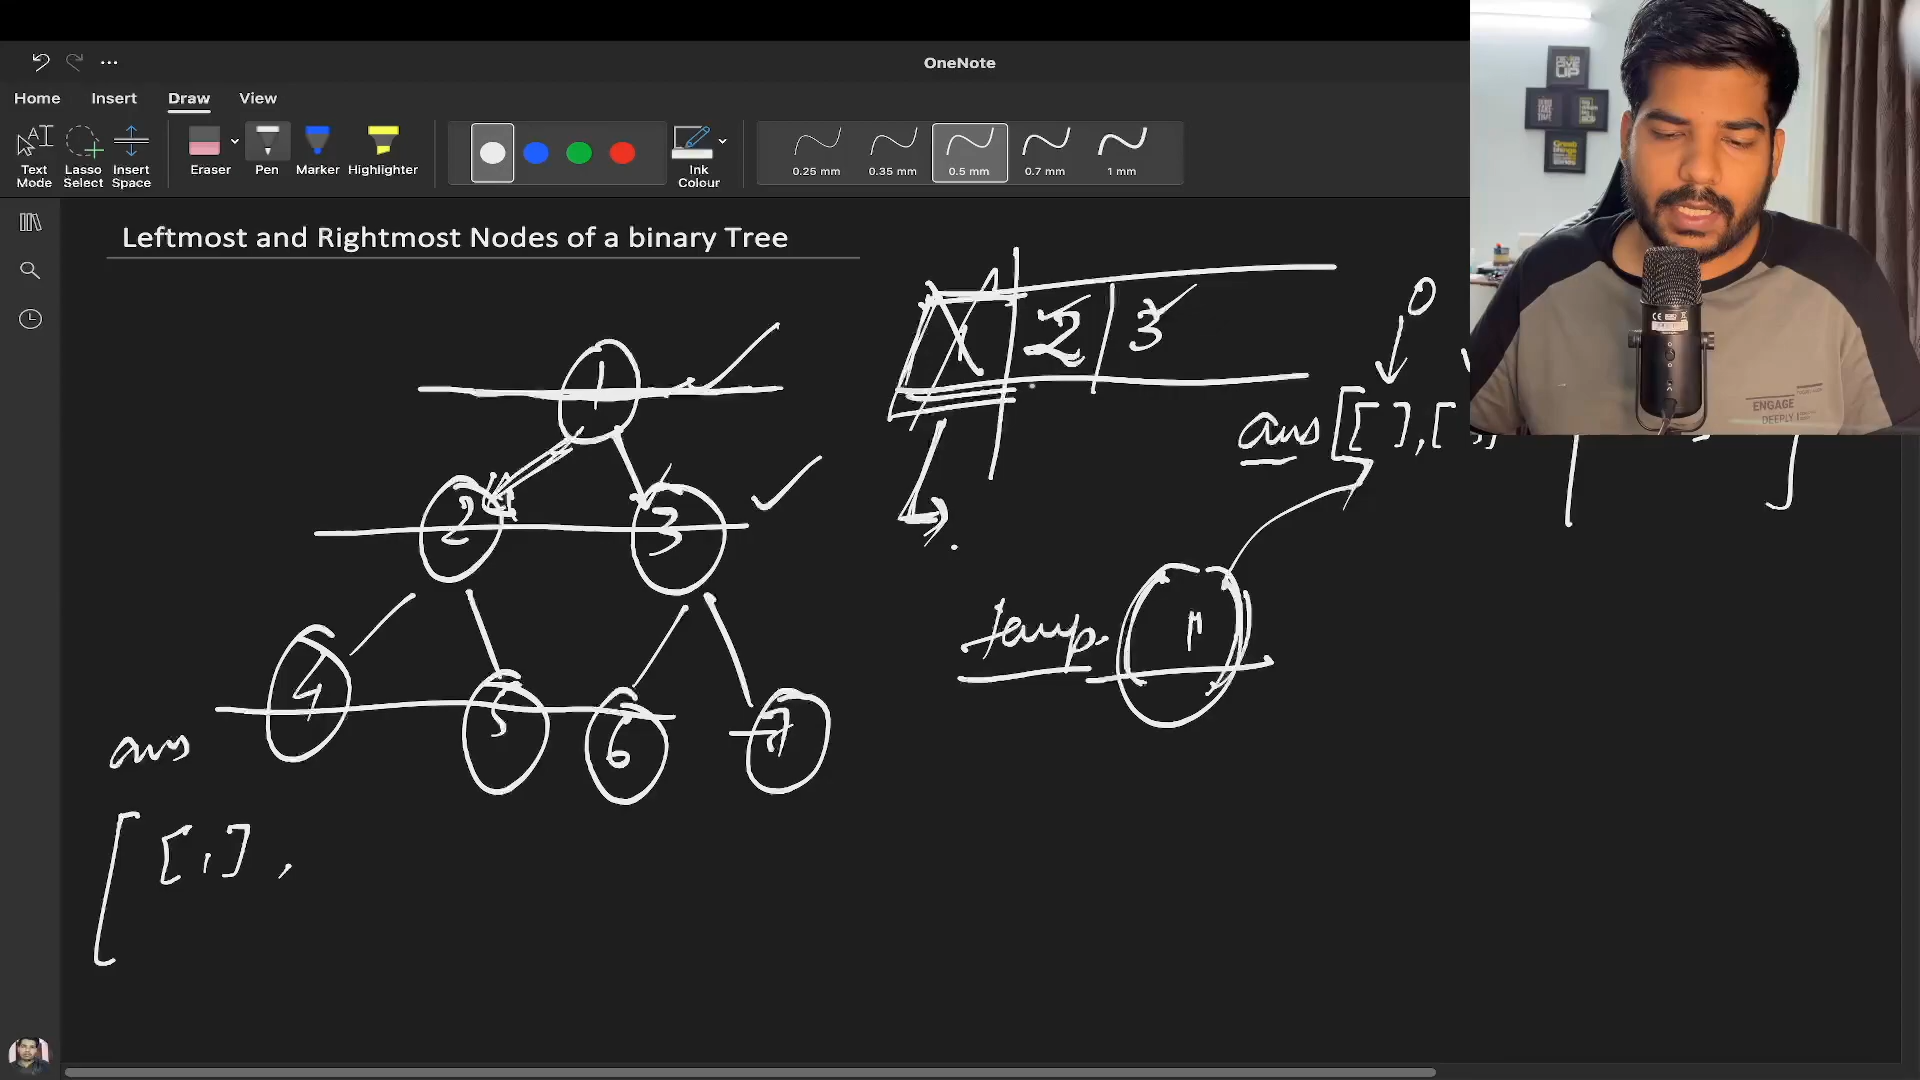 OneNote
Home Insert Draw View
Text Mode
Lasso Select
Insert Space
Eraser
Pen
Marker
Highlighter
Ink Colour
0.25 mm
0.35 mm
0.5 mm
0.7 mm
1 mm
Leftmost and Rightmost Nodes of a binary Tree
1
2 3
4 5 6 7
ans
[ [1] ,
1 2 3
0
ans [[ ],[
temp.
ENGAGE
DEEPLY